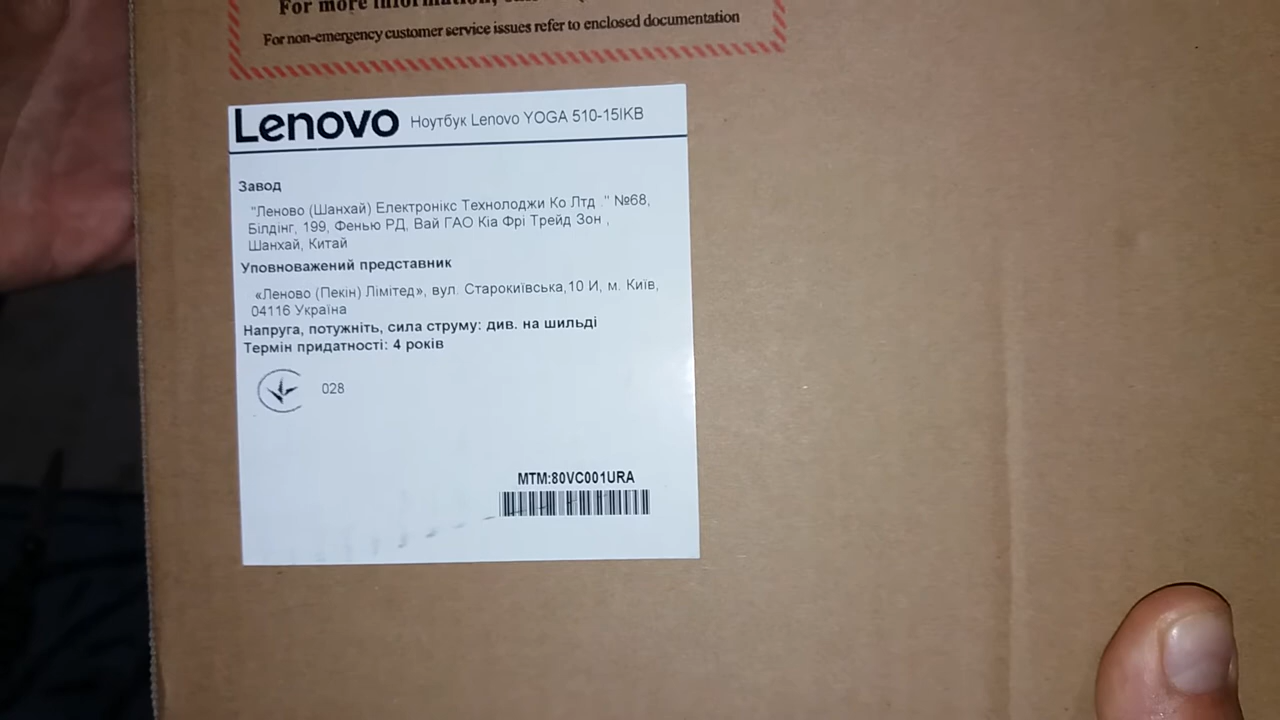 For more information,
For non-emergency customer service issues refer to enclosed documentation
Lenovo Ноутбук Lenovo YOGA 510-15IKB
Завод
"Леново (Шанхай) Електронікс Технолоджи Ко Лтд ." №68,
Білдінг, 199, Фенью РД, Вай ГАО Кіа Фрі Трейд Зон ,
Шанхай, Китай
Уповноважений представник
«Леново (Пекін) Лімітед», вул. Старокиївська,10 И, м. Київ,
04116 Україна
Напруга, потужніть, сила струму: див. на шильді
Термін придатності: 4 років
028
MTM:80VC001URA